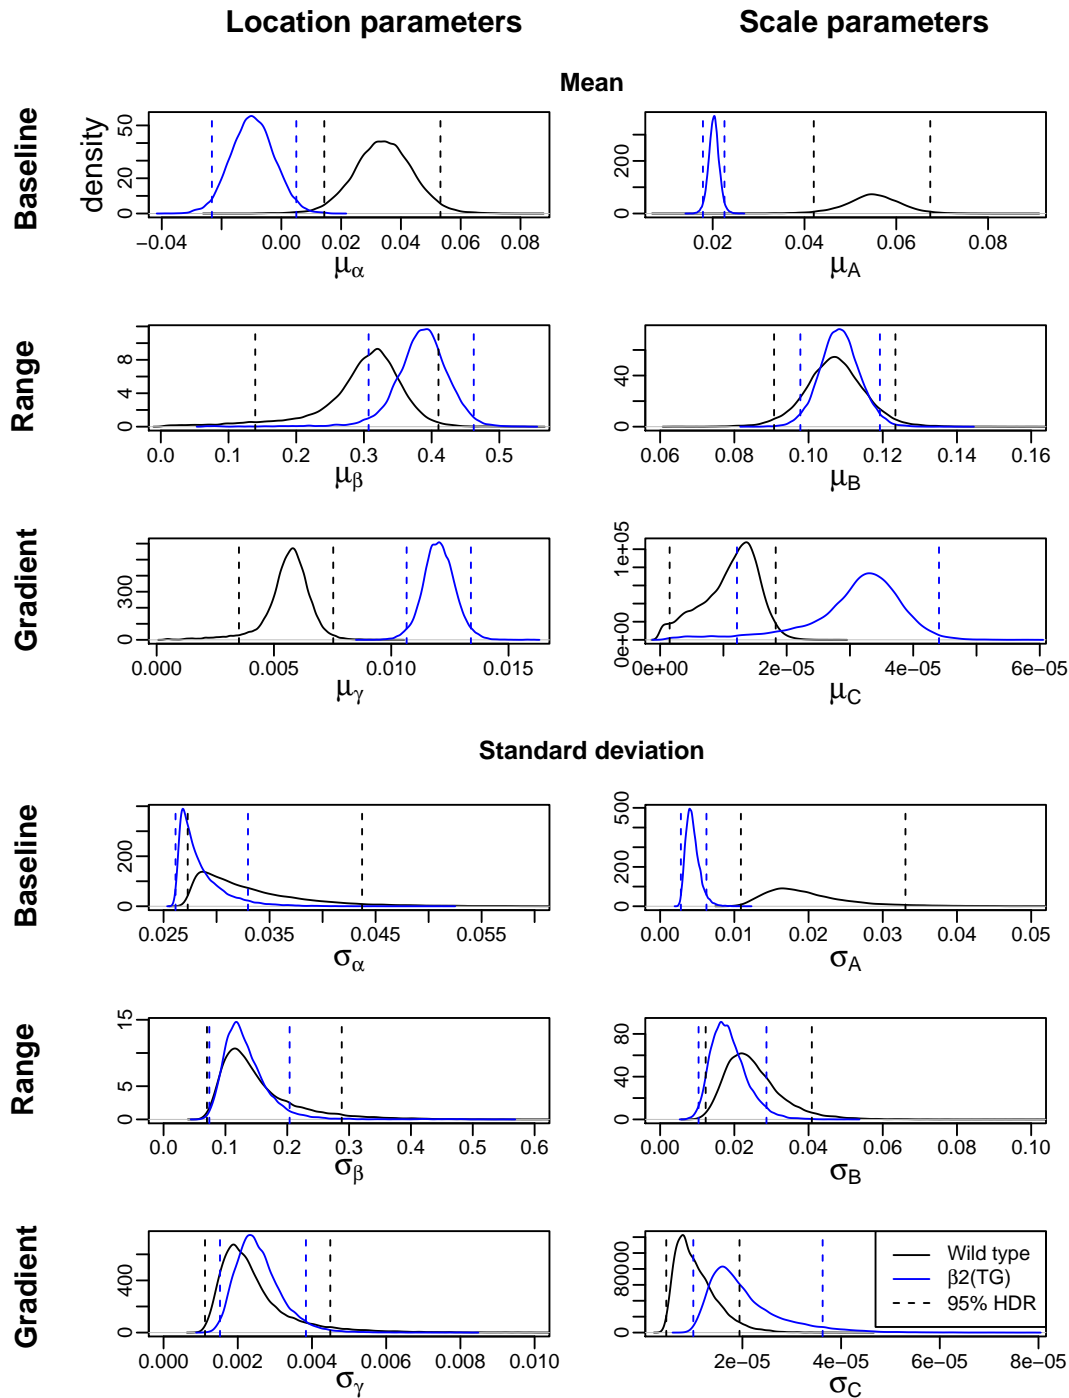 Location parameters Scale parameters
Mean
Baseline
density
0 20 50
−0.04 0.00 0.02 0.04 0.06 0.08
μα
0 200
0.02 0.04 0.06 0.08
μA
Range
0 4 8
0.0 0.1 0.2 0.3 0.4 0.5
μβ
0 40
0.06 0.08 0.10 0.12 0.14 0.16
μB
Gradient
0 300
0.000 0.005 0.010 0.015
μγ
0e+00 1e+05
0e+00 2e−05 4e−05 6e−05
μC
Standard deviation
Baseline
0 200
0.025 0.035 0.045 0.055
σα
0 200 500
0.00 0.01 0.02 0.03 0.04 0.05
σA
Range
0 5 15
0.0 0.1 0.2 0.3 0.4 0.5 0.6
σβ
0 40 80
0.00 0.02 0.04 0.06 0.08 0.10
σB
Gradient
0 400
0.000 0.002 0.004 0.006 0.008 0.010
σγ
0 80000
2e−05 4e−05 6e−05 8e−05
σC
Wild type
β2(TG)
95% HDR